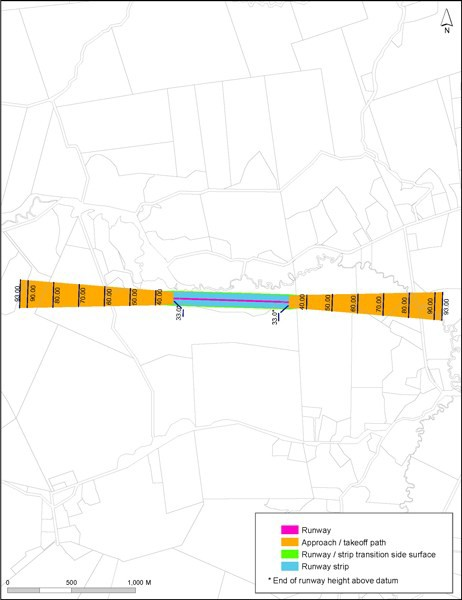 N
93.00 90.00 80.00 70.00 60.00 50.00 40.00 40.00 50.00 60.00 70.00 80.00 90.00 93.00
33.0* 33.0*
Runway
Approach / takeoff path
Runway / strip transition side surface
Runway strip
* End of runway height above datum
0 500 1,000 M